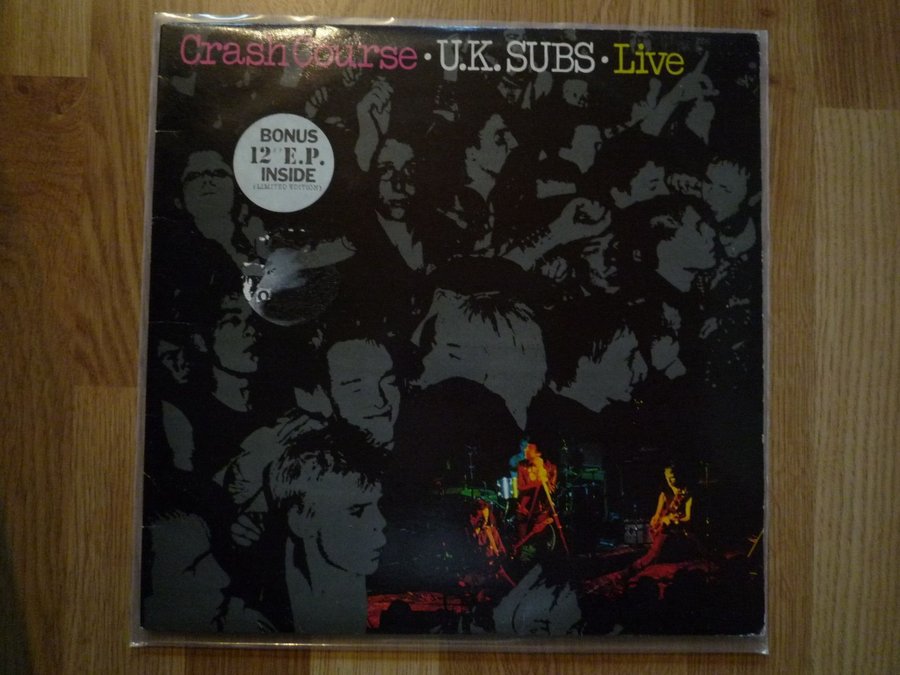 Crash Course · U.K. SUBS · Live
BONUS
12" E.P.
INSIDE
(LIMITED EDITION)